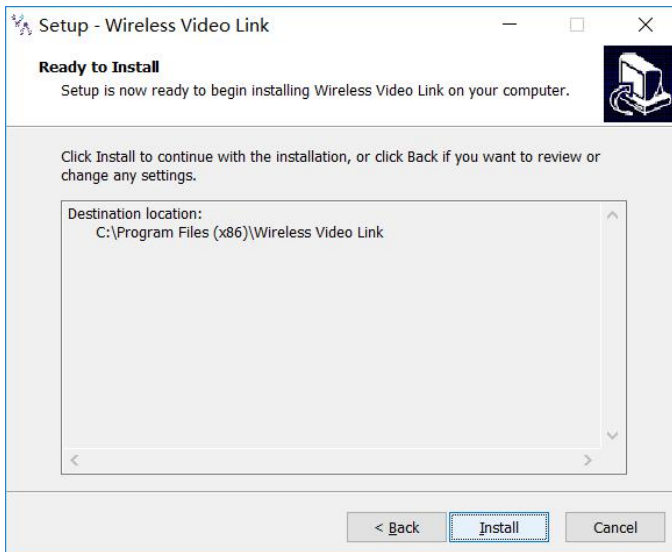 Setup - Wireless Video Link
Ready to Install
Setup is now ready to begin installing Wireless Video Link on your computer.
Click Install to continue with the installation, or click Back if you want to review or
change any settings.
Destination location:
C:\Program Files (x86)\Wireless Video Link
< Back
Install
Cancel